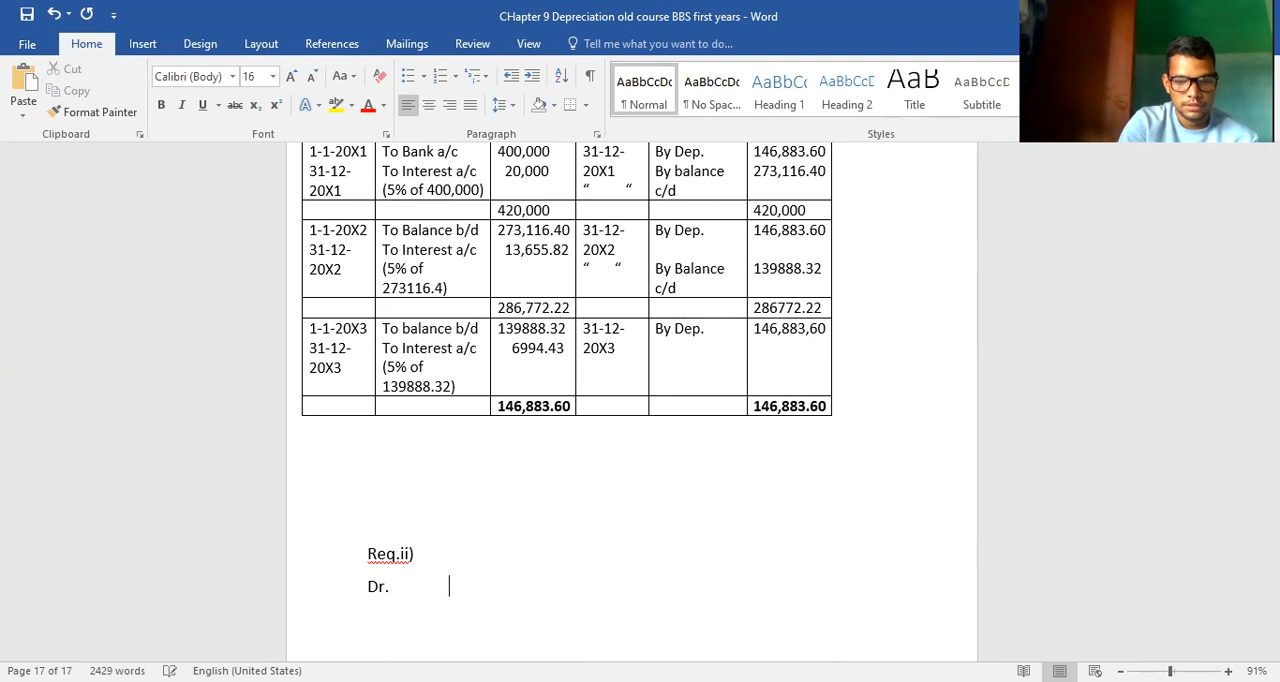 CHapter 9 Depreciation old course BBS first years - Word
File Home Insert Design Layout References Mailings Review View Tell me what you want to do...
Paste Cut Copy Format Painter
Calibri (Body) 16
Clipboard Font Paragraph Styles
AaBbCcDc AaBbCcDc AaBbCc AaBbCcE AaB AaBbCcD
¶ Normal ¶ No Spac... Heading 1 Heading 2 Title Subtitle
1-1-20X1 To Bank a/c 400,000 31-12- By Dep. 146,883.60
31-12- To Interest a/c 20,000 20X1 By balance 273,116.40
20X1 (5% of 400,000) “ “ c/d
420,000 420,000
1-1-20X2 To Balance b/d 273,116.40 31-12- By Dep. 146,883.60
31-12- To Interest a/c 13,655.82 20X2
20X2 (5% of “ “ By Balance 139888.32
273116.4) c/d
286,772.22 286772.22
1-1-20X3 To balance b/d 139888.32 31-12- By Dep. 146,883,60
31-12- To Interest a/c 6994.43 20X3
20X3 (5% of
139888.32)
146,883.60 146,883.60
Req.ii)
Dr.
Page 17 of 17 2429 words English (United States) 91%